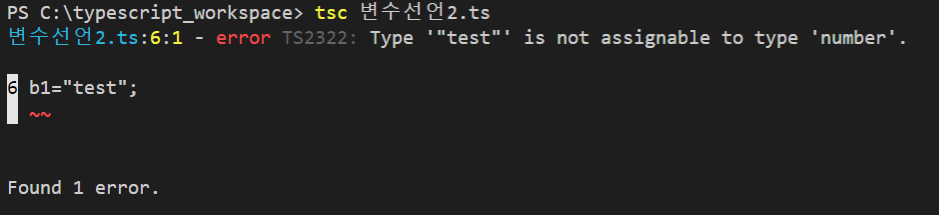 PS C:\typescript_workspace> tsc 변수선언2.ts
변수선언2.ts:6:1 - error TS2322: Type '"test"' is not assignable to type 'number'.
6 b1="test";
~~
Found 1 error.